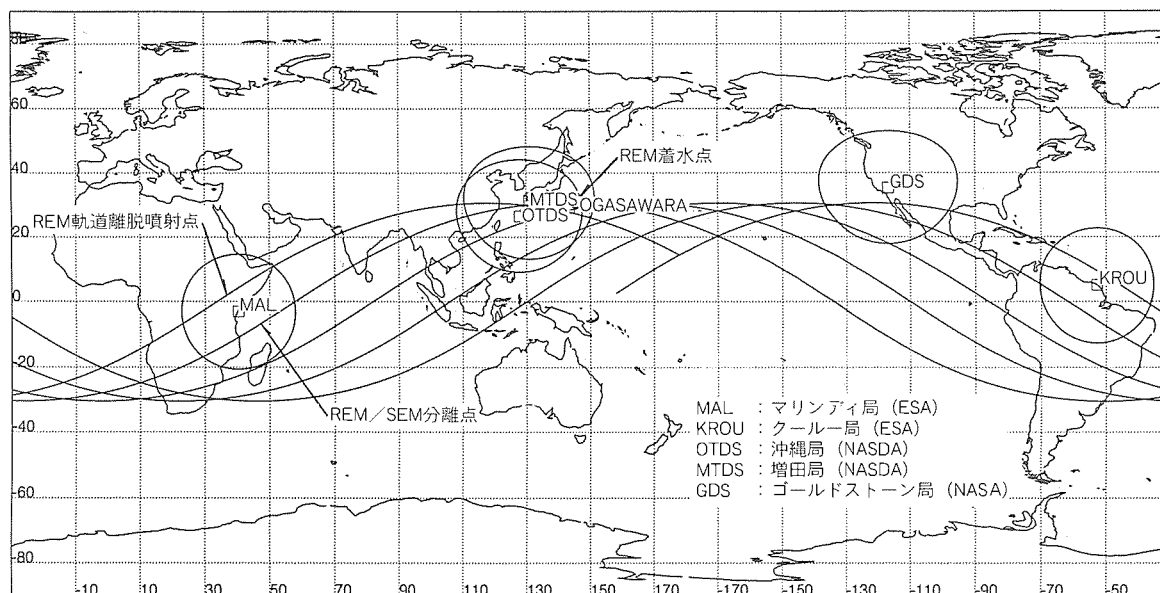 60
40
20
0
-20
-40
-60
-80
REM着水点
GDS
MTDS
OGASAWARA
OTDS
REM軌道離脱噴射点
MAL
KROU
REM/SEM分離点
MAL :マリンディ局(ESA)
KROU :クールー局(ESA)
OTDS :沖縄局(NASDA)
MTDS :増田局(NASDA)
GDS :ゴールドストーン局(NASA)
-10 10 30 50 70 90 110 130 150 170 -170 -150 -130 -110 -90 -70 -50